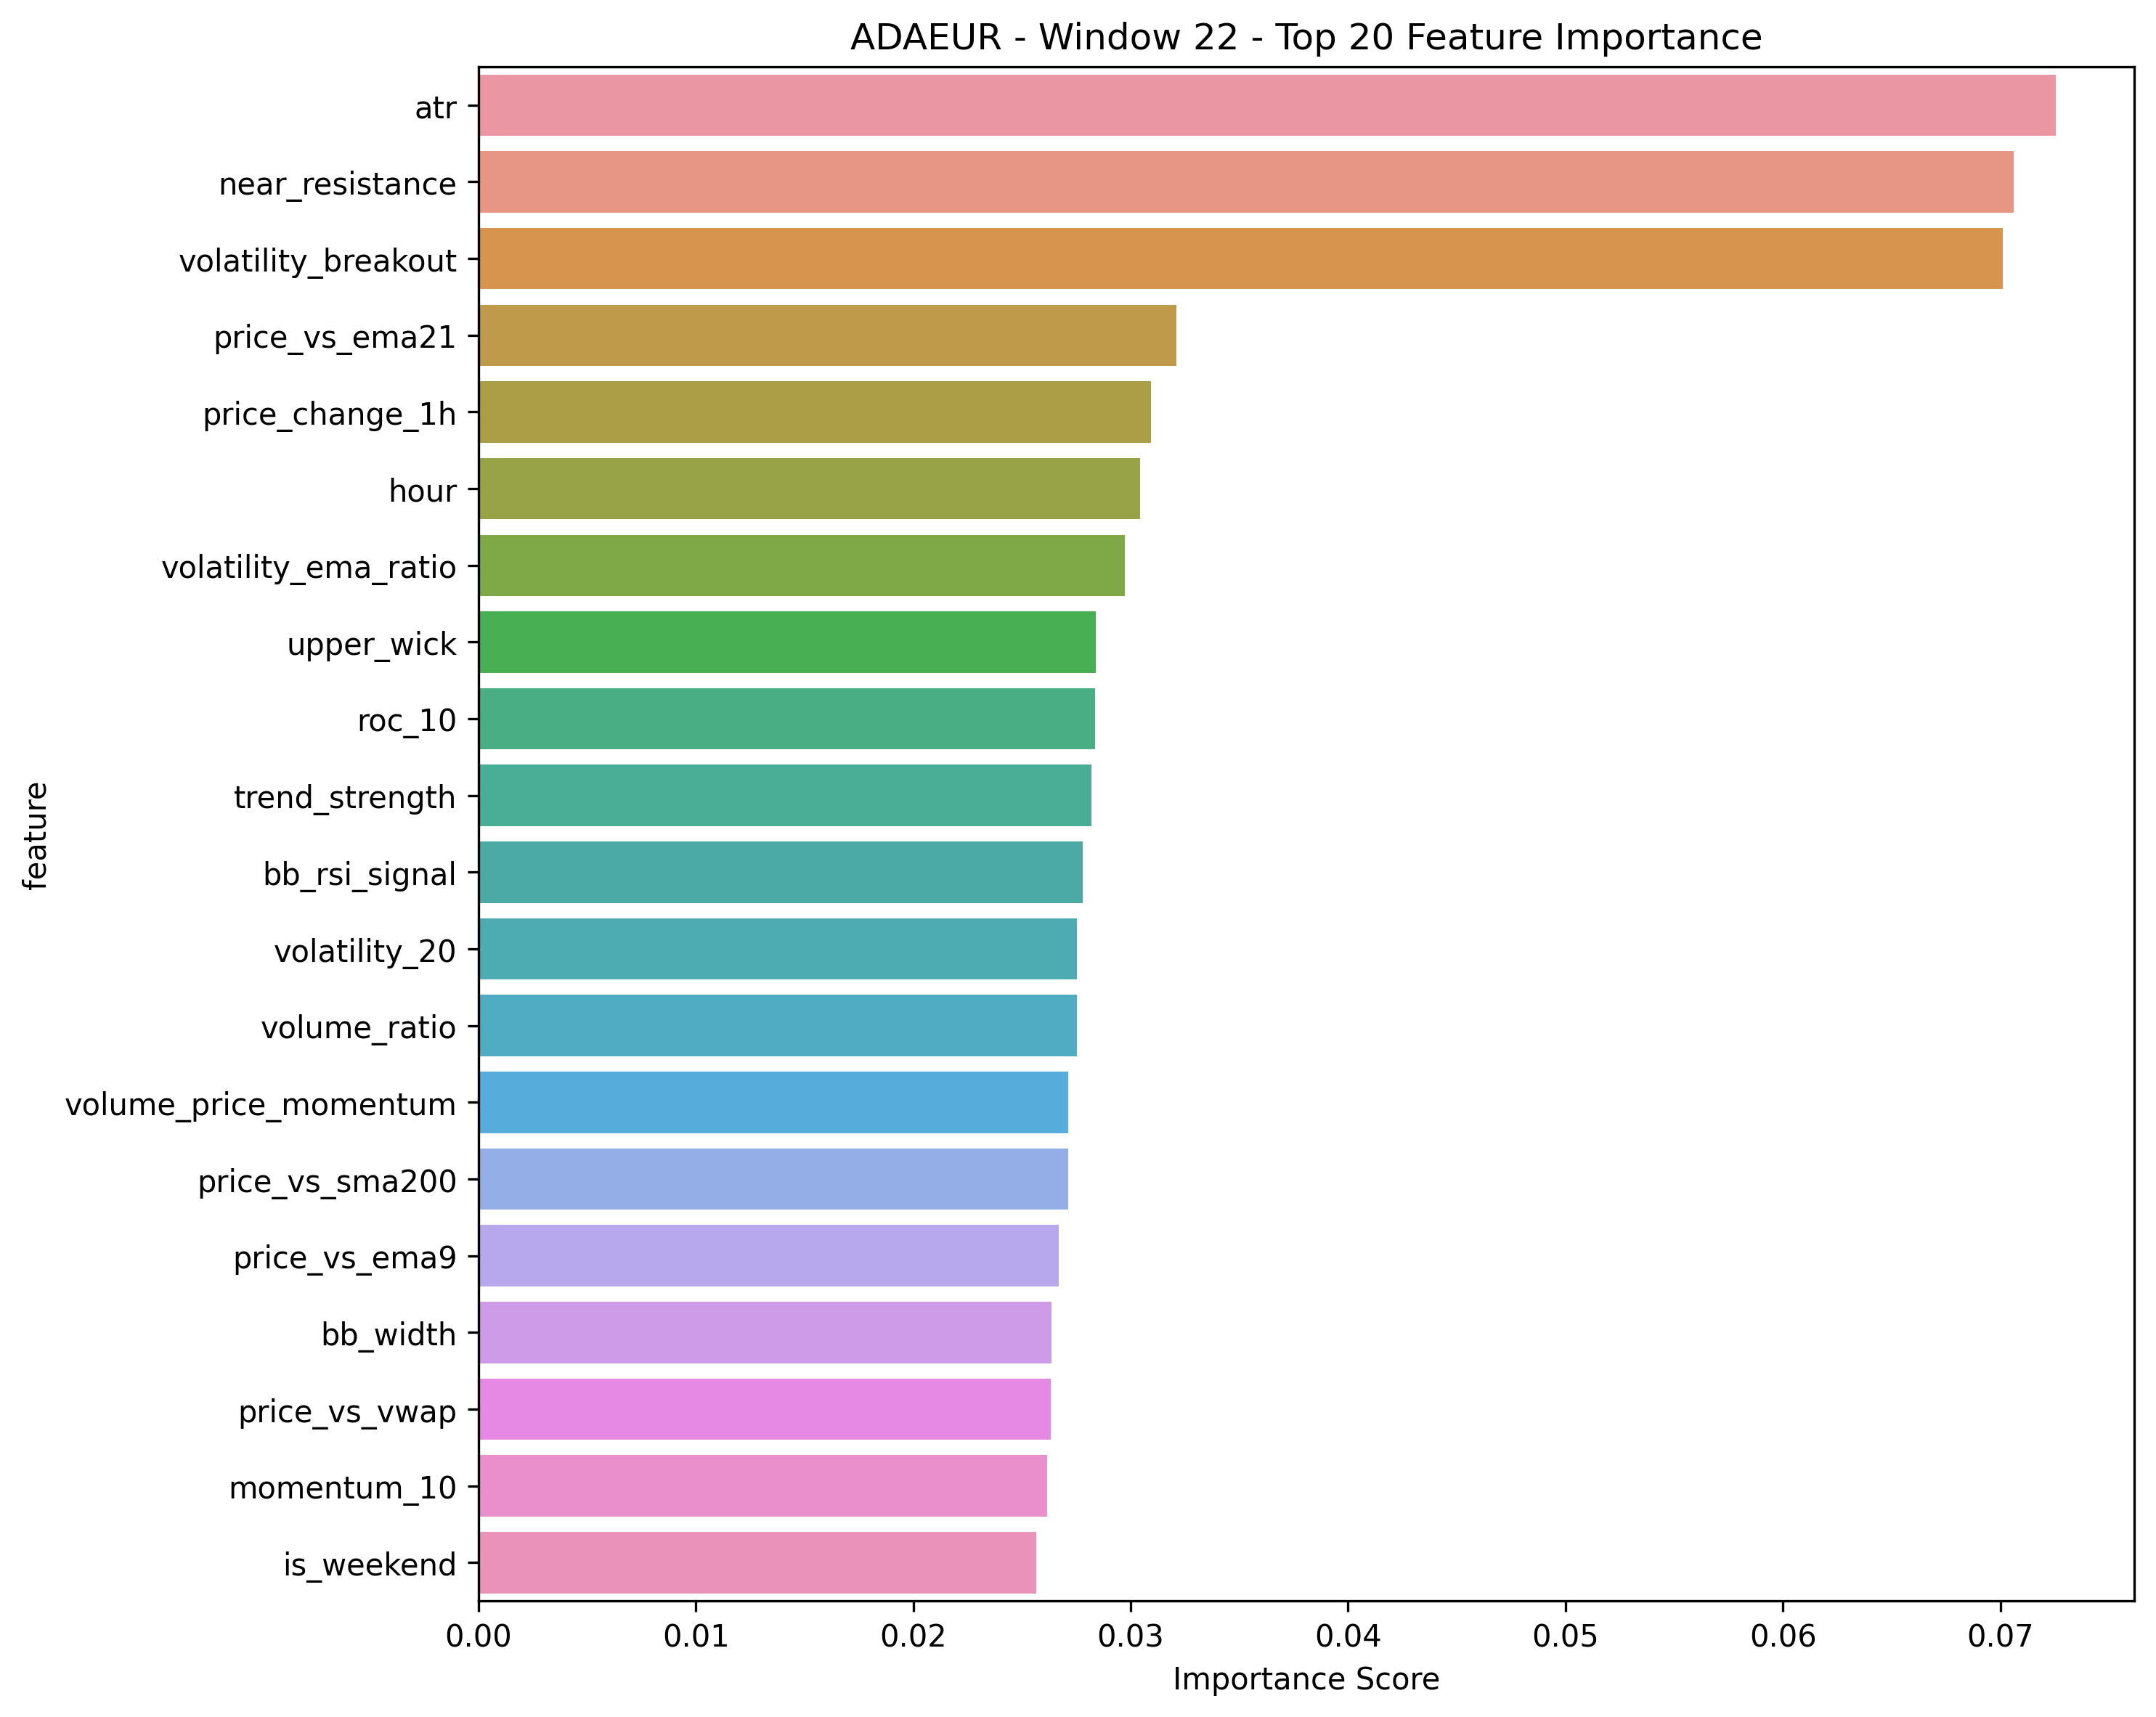 ADAEUR - Window 22 - Top 20 Feature Importance
atr
near_resistance
volatility_breakout
price_vs_ema21
price_change_1h
hour
volatility_ema_ratio
upper_wick
roc_10
trend_strength
bb_rsi_signal
volatility_20
volume_ratio
volume_price_momentum
price_vs_sma200
price_vs_ema9
bb_width
price_vs_vwap
momentum_10
is_weekend
feature
0.00 0.01 0.02 0.03 0.04 0.05 0.06 0.07
Importance Score